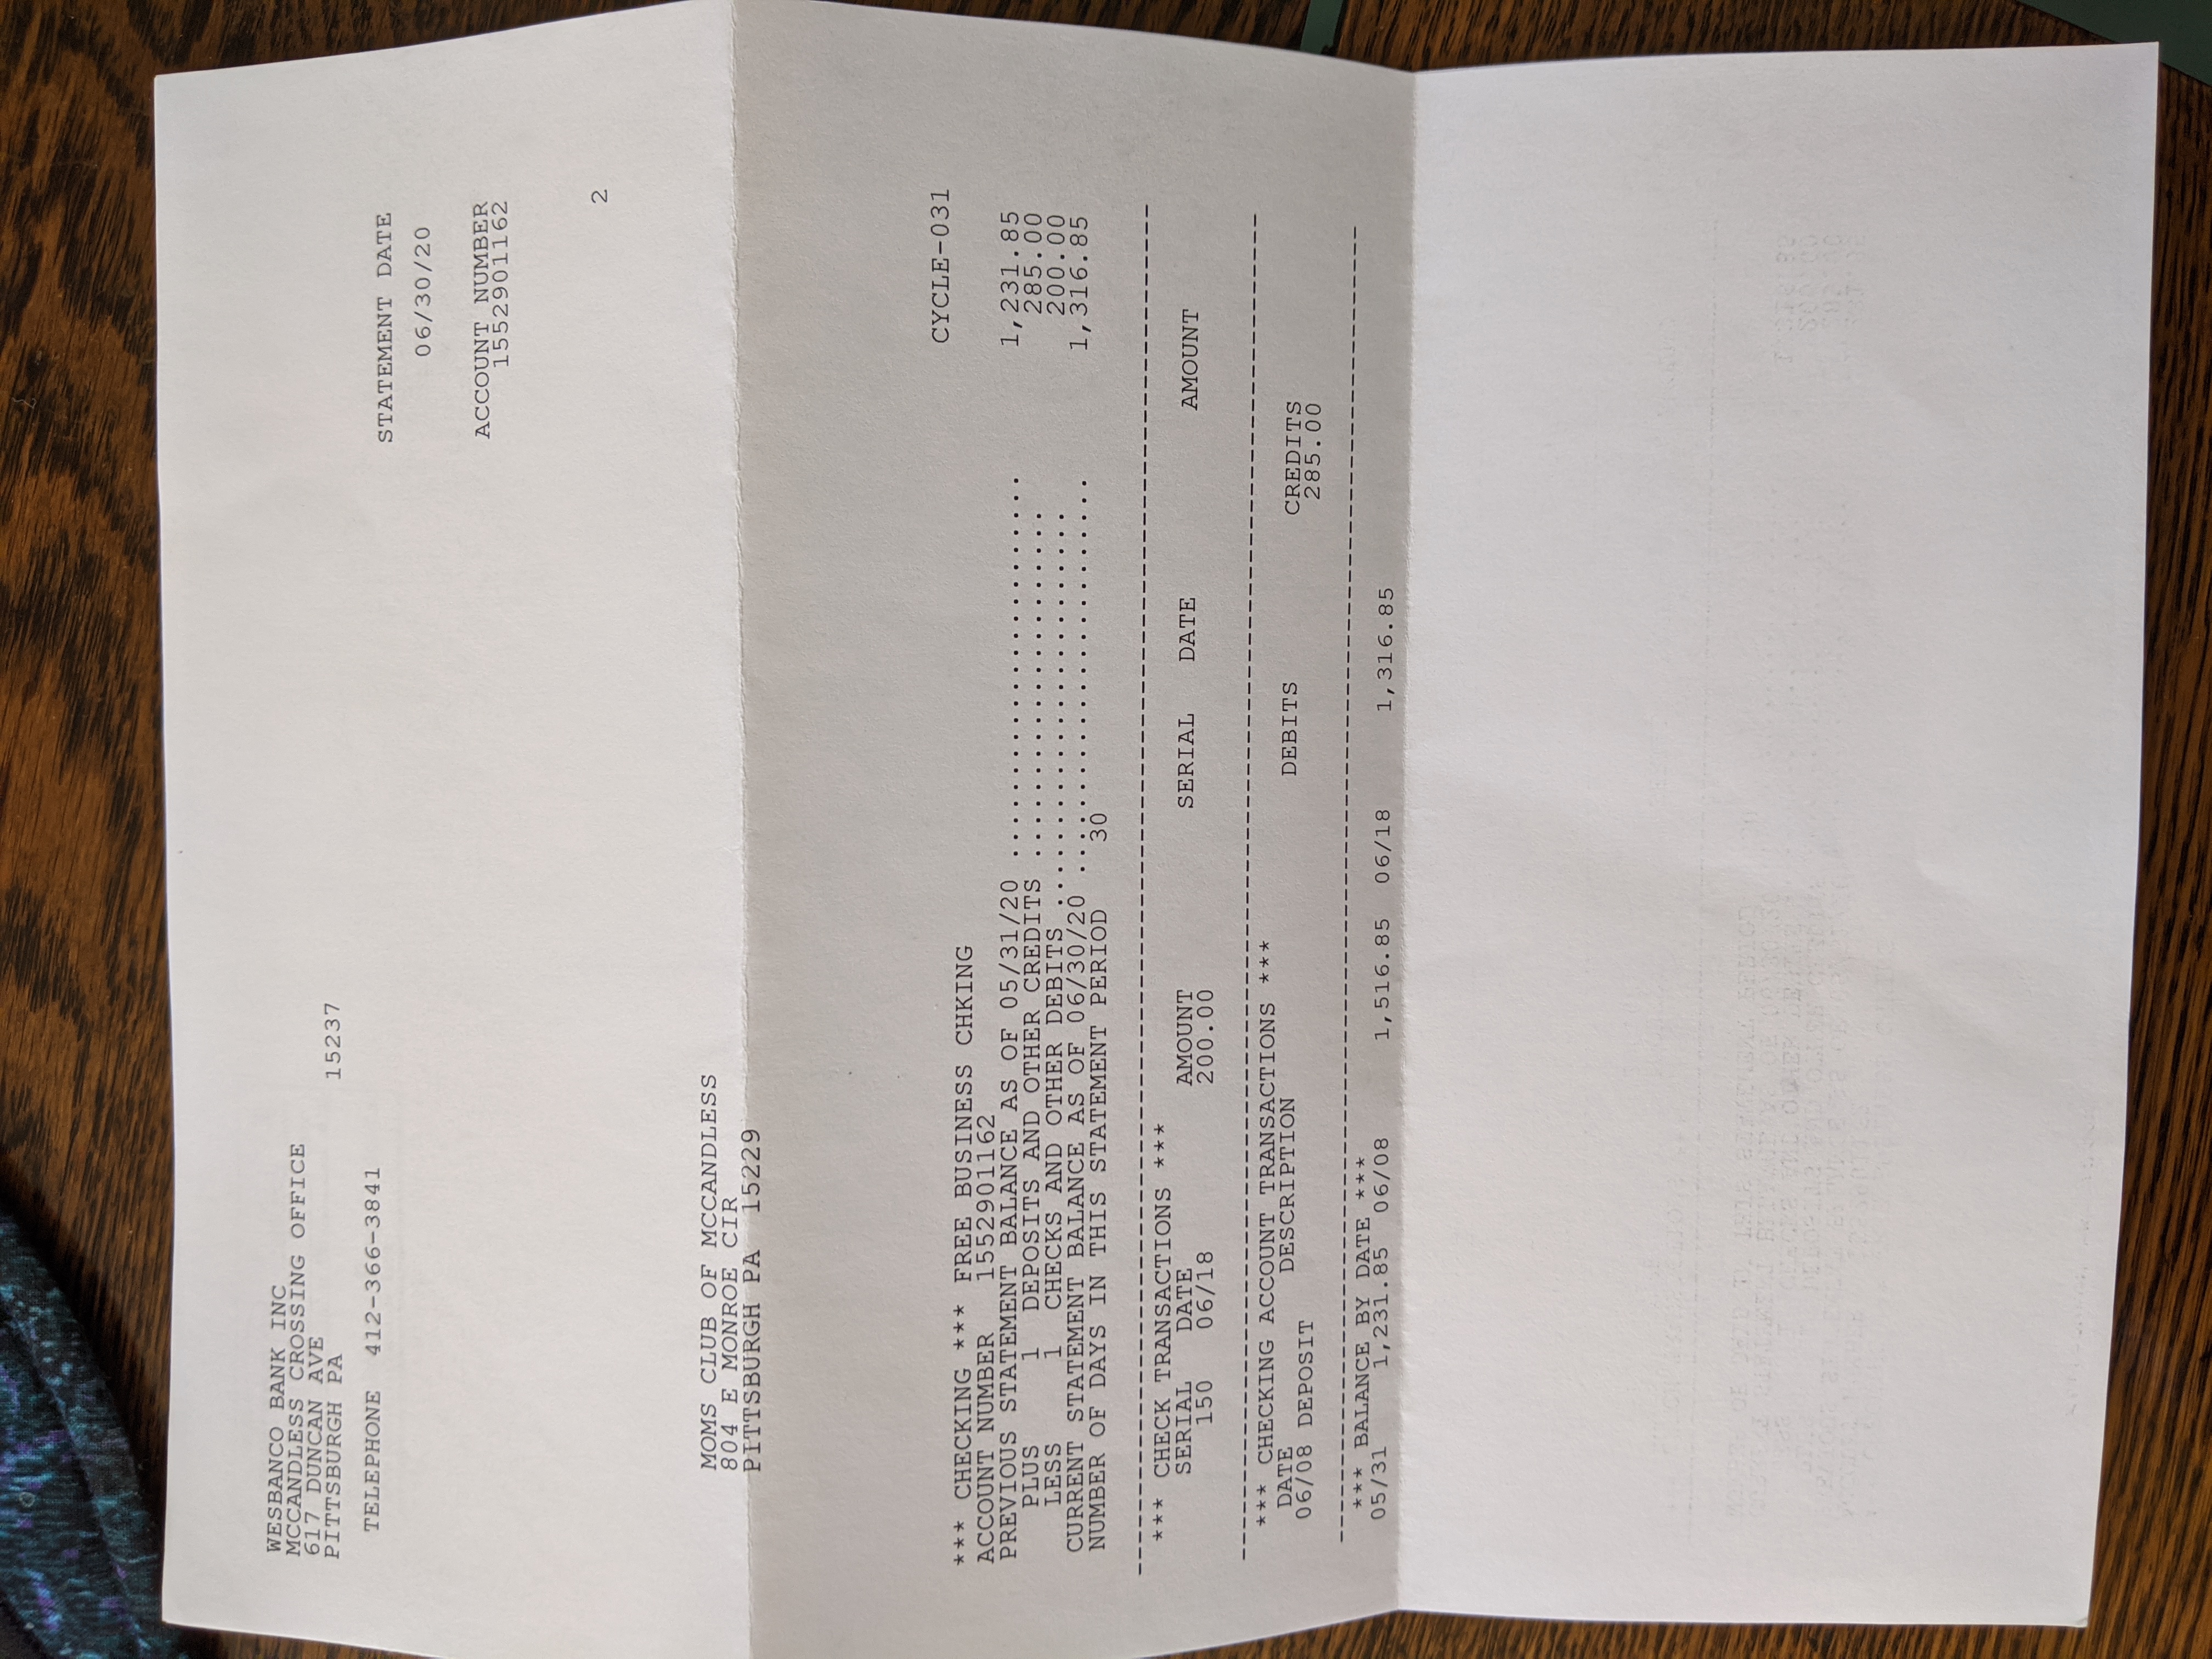 WESBANCO BANK INC
MCCANDLESS CROSSING OFFICE
617 DUNCAN AVE
PITTSBURGH PA 15237
TELEPHONE 412-366-3841
STATEMENT DATE
06/30/20
ACCOUNT NUMBER
1552901162
2
MOMS CLUB OF MCCANDLESS
804 E MONROE CIR
PITTSBURGH PA 15229
CYCLE-031
*** CHECKING *** FREE BUSINESS CHKING
ACCOUNT NUMBER 1552901162
PREVIOUS STATEMENT BALANCE AS OF 05/31/20 ........................ 1,231.85
PLUS 1 DEPOSITS AND OTHER CREDITS ...................... 285.00
LESS 1 CHECKS AND OTHER DEBITS ......................... 200.00
CURRENT STATEMENT BALANCE AS OF 06/30/20 ......................... 1,316.85
NUMBER OF DAYS IN THIS STATEMENT PERIOD 30
*** CHECK TRANSACTIONS ***
SERIAL DATE AMOUNT SERIAL DATE AMOUNT
150 06/18 200.00
*** CHECKING ACCOUNT TRANSACTIONS ***
DATE DESCRIPTION DEBITS CREDITS
06/08 DEPOSIT 285.00
*** BALANCE BY DATE ***
05/31 1,231.85 06/08 1,516.85 06/18 1,316.85